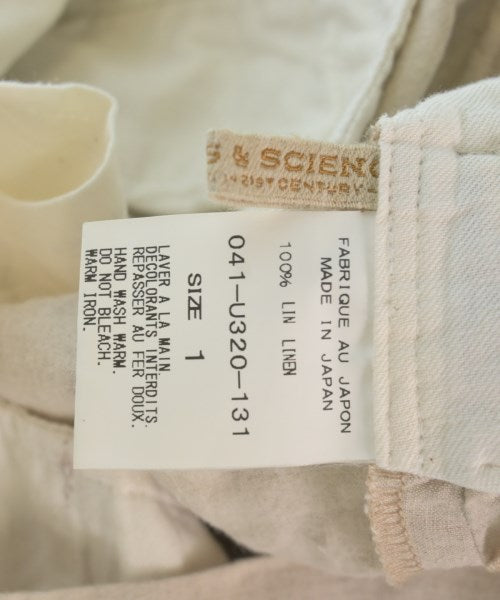 & SCIENC
21ST CENTURY
FABRIQUE AU JAPON
MADE IN JAPAN
100% LIN LINEN
041-U320-131
SIZE 1
LAVER A LA MAIN
DECOLORANTS INTERDITS.
REPASSER AU FER DOUX.
HAND WASH WARM.
DO NOT BLEACH.
WARM IRON.